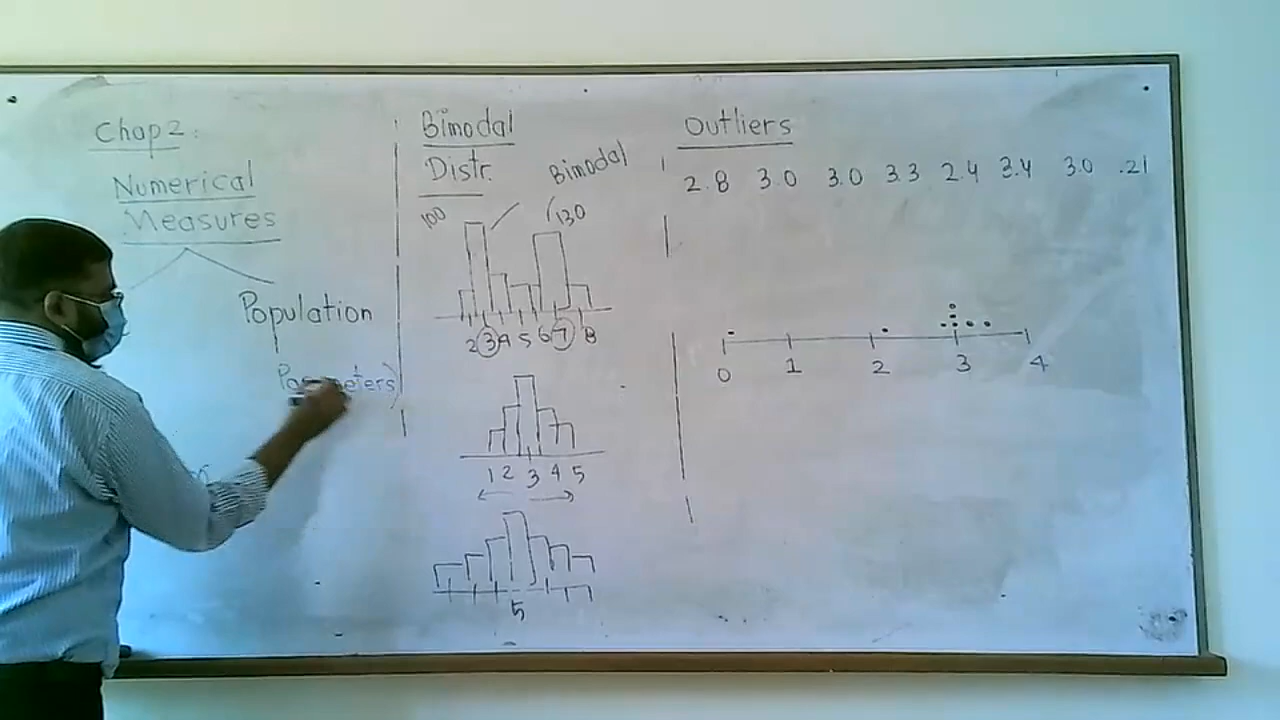 Chap 2:
Numerical
Measures
Population
Parameters)
Bimodal
Distr.
Bimodal
100
130
2 3 4 5 6 7 8
1 2 3 4 5
5
Outliers
2.8 3.0 3.0 3.3 2.4 3.4 3.0 .21
0 1 2 3 4